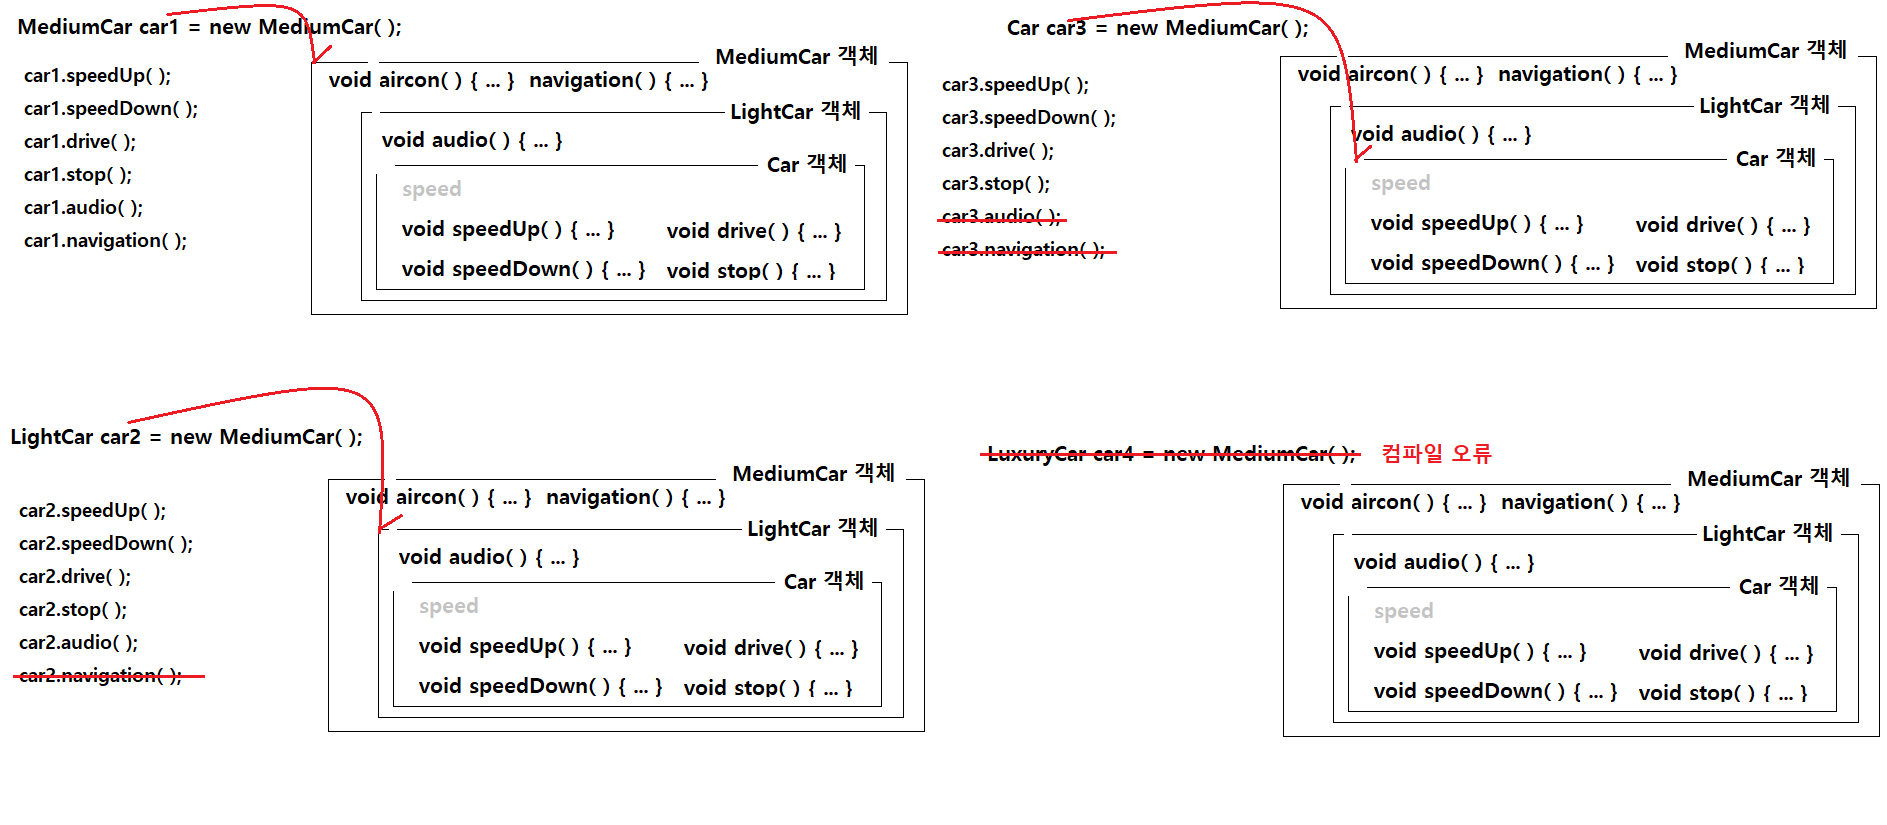 MediumCar car1 = new MediumCar( );
car1.speedUp( );
car1.speedDown( );
car1.drive( );
car1.stop( );
car1.audio( );
car1.navigation( );
MediumCar 객체
void aircon( ) { ... }  navigation( ) { ... }
LightCar 객체
void audio( ) { ... }
Car 객체
speed
void speedUp( ) { ... }  void drive( ) { ... }
void speedDown( ) { ... }  void stop( ) { ... }
Car car3 = new MediumCar( );
car3.speedUp( );
car3.speedDown( );
car3.drive( );
car3.stop( );
car3.audio( );
car3.navigation( );
MediumCar 객체
void aircon( ) { ... }  navigation( ) { ... }
LightCar 객체
void audio( ) { ... }
Car 객체
speed
void speedUp( ) { ... }  void drive( ) { ... }
void speedDown( ) { ... }  void stop( ) { ... }
LightCar car2 = new MediumCar( );
car2.speedUp( );
car2.speedDown( );
car2.drive( );
car2.stop( );
car2.audio( );
car2.navigation( );
MediumCar 객체
void aircon( ) { ... }  navigation( ) { ... }
LightCar 객체
void audio( ) { ... }
Car 객체
speed
void speedUp( ) { ... }  void drive( ) { ... }
void speedDown( ) { ... }  void stop( ) { ... }
LuxuryCar car4 = new MediumCar( );  컴파일 오류
MediumCar 객체
void aircon( ) { ... }  navigation( ) { ... }
LightCar 객체
void audio( ) { ... }
Car 객체
speed
void speedUp( ) { ... }  void drive( ) { ... }
void speedDown( ) { ... }  void stop( ) { ... }